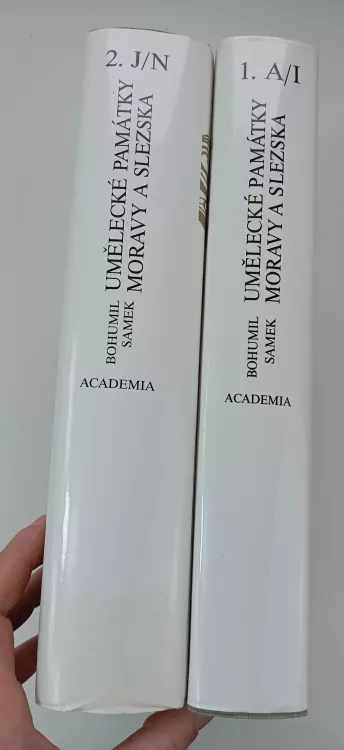 2. J/N
BOHUMIL
SAMEK
UMĚLECKÉ PAMÁTKY
MORAVY A SLEZSKA
ACADEMIA
1. A/I
BOHUMIL
SAMEK
UMĚLECKÉ PAMÁTKY
MORAVY A SLEZSKA
ACADEMIA